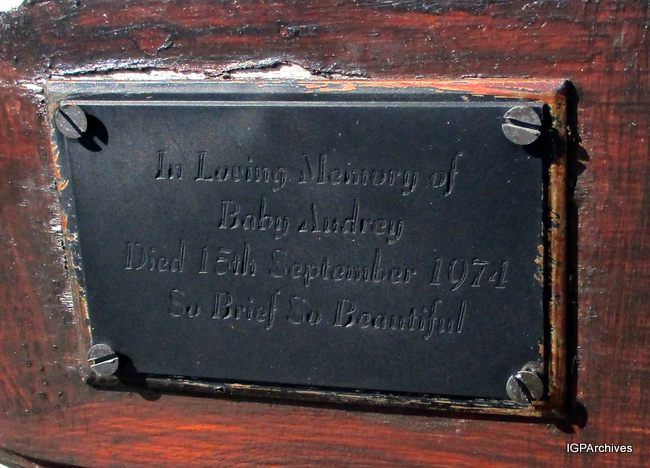 In Loving Memory of
Baby Audrey
Died 15th September 1974
So Brief So Beautiful
IGPArchives